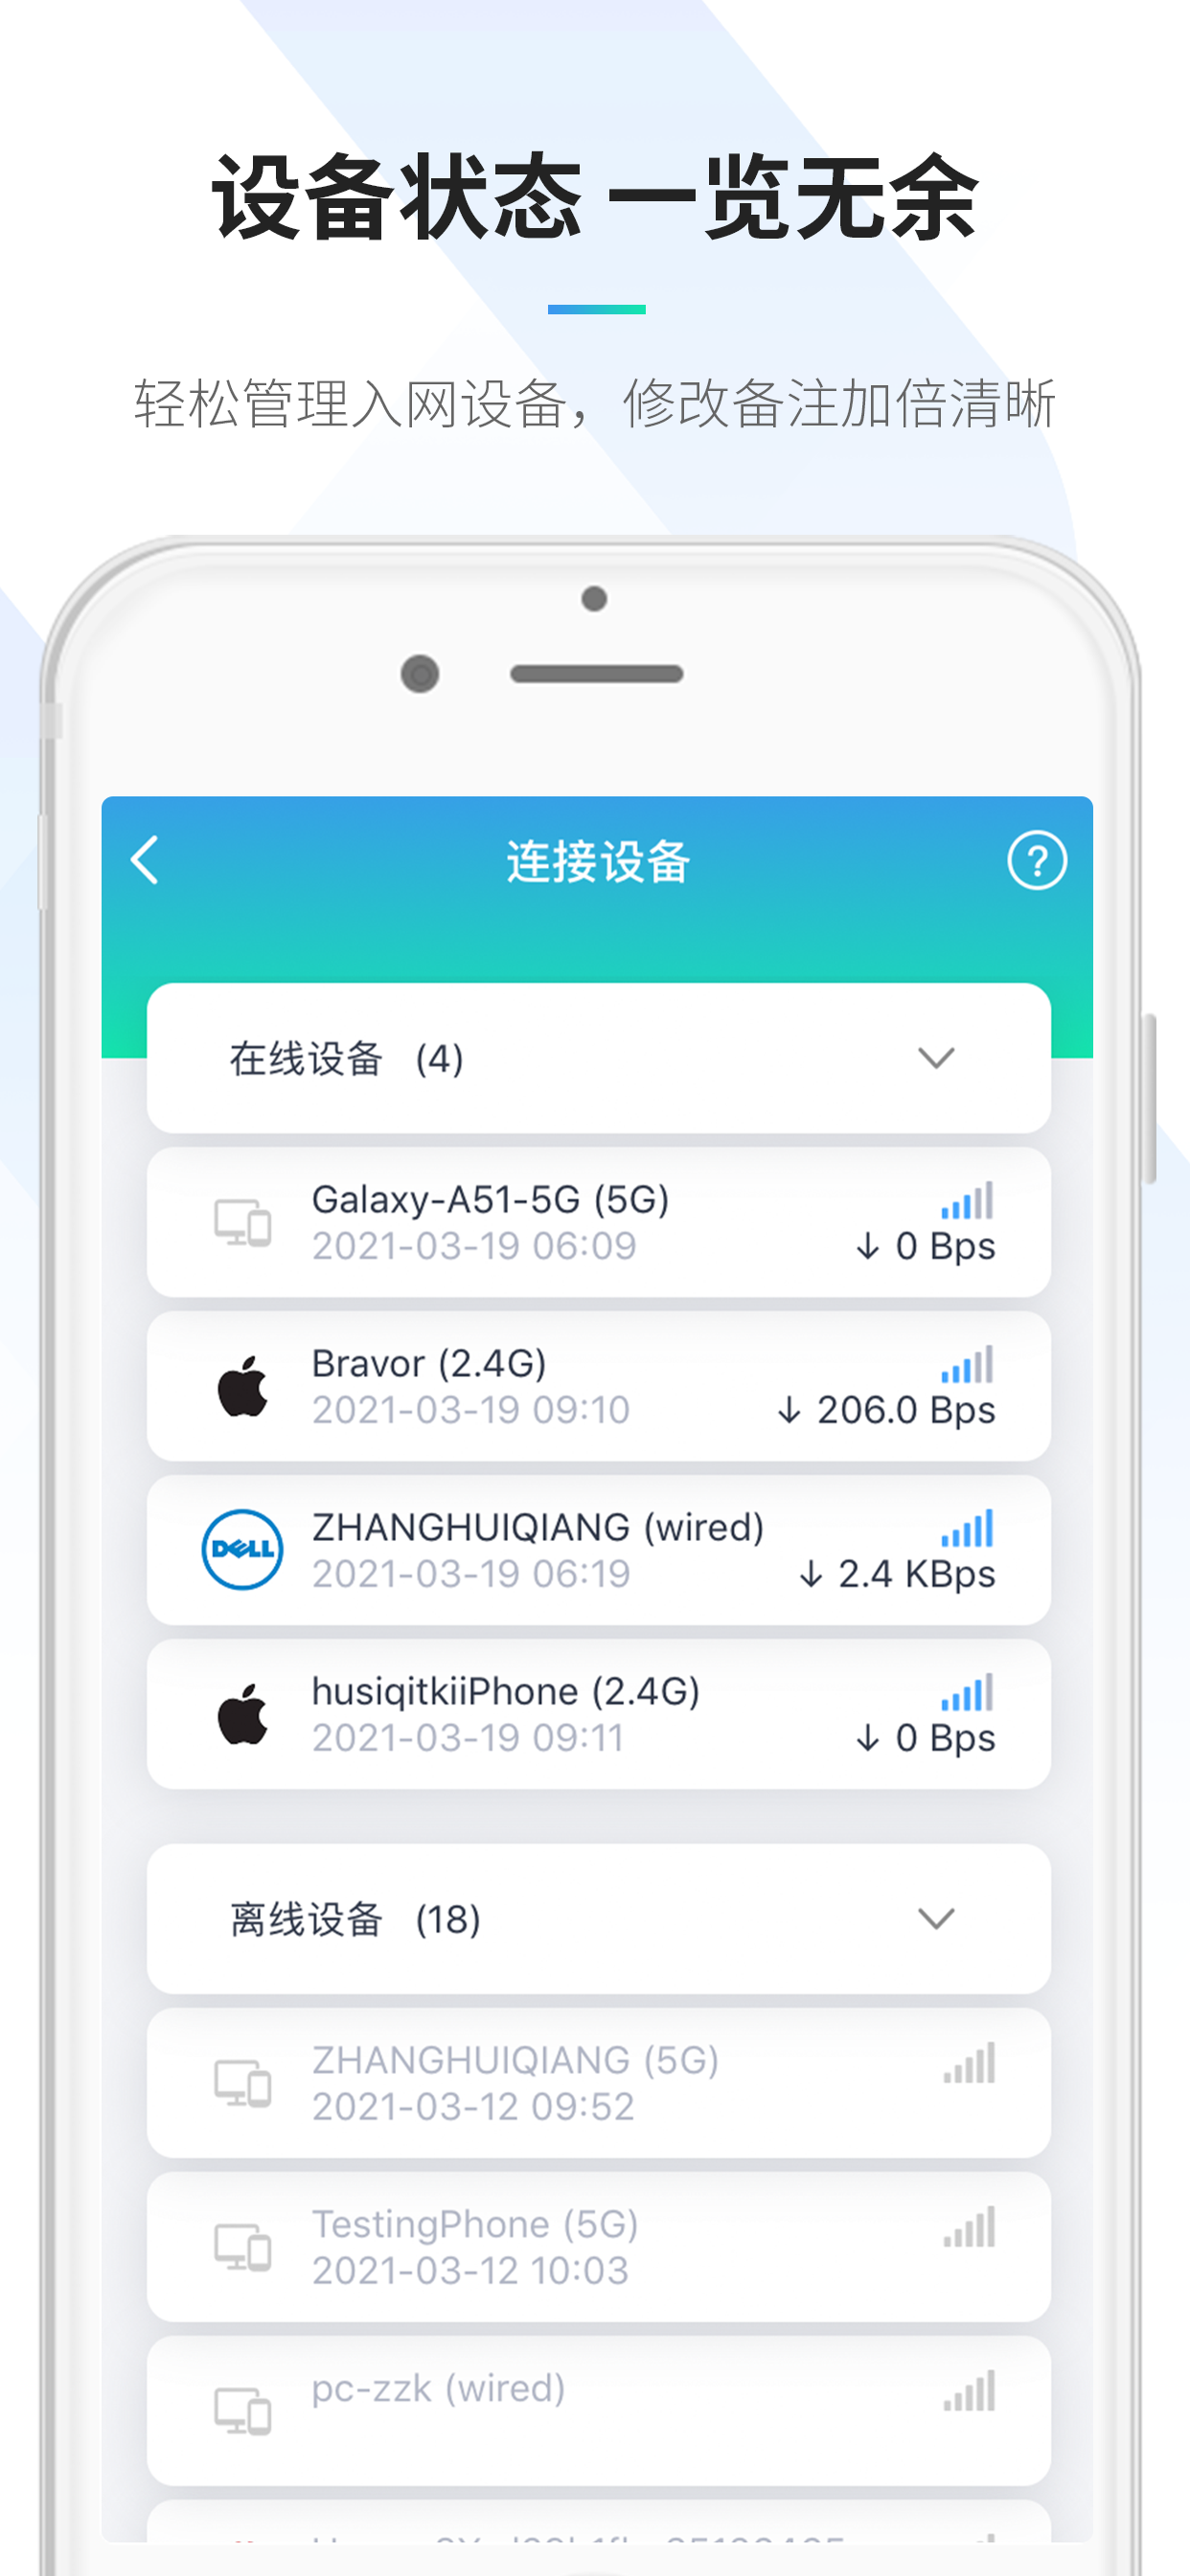 设备状态 一览无余
轻松管理入网设备，修改备注加倍清晰
连接设备
?
在线设备 (4)
Galaxy-A51-5G (5G)
2021-03-19 06:09
↓ 0 Bps
Bravor (2.4G)
2021-03-19 09:10
↓ 206.0 Bps
DELL
ZHANGHUIQIANG (wired)
2021-03-19 06:19
↓ 2.4 KBps
husiqitkiiPhone (2.4G)
2021-03-19 09:11
↓ 0 Bps
离线设备 (18)
ZHANGHUIQIANG (5G)
2021-03-12 09:52
TestingPhone (5G)
2021-03-12 10:03
pc-zzk (wired)